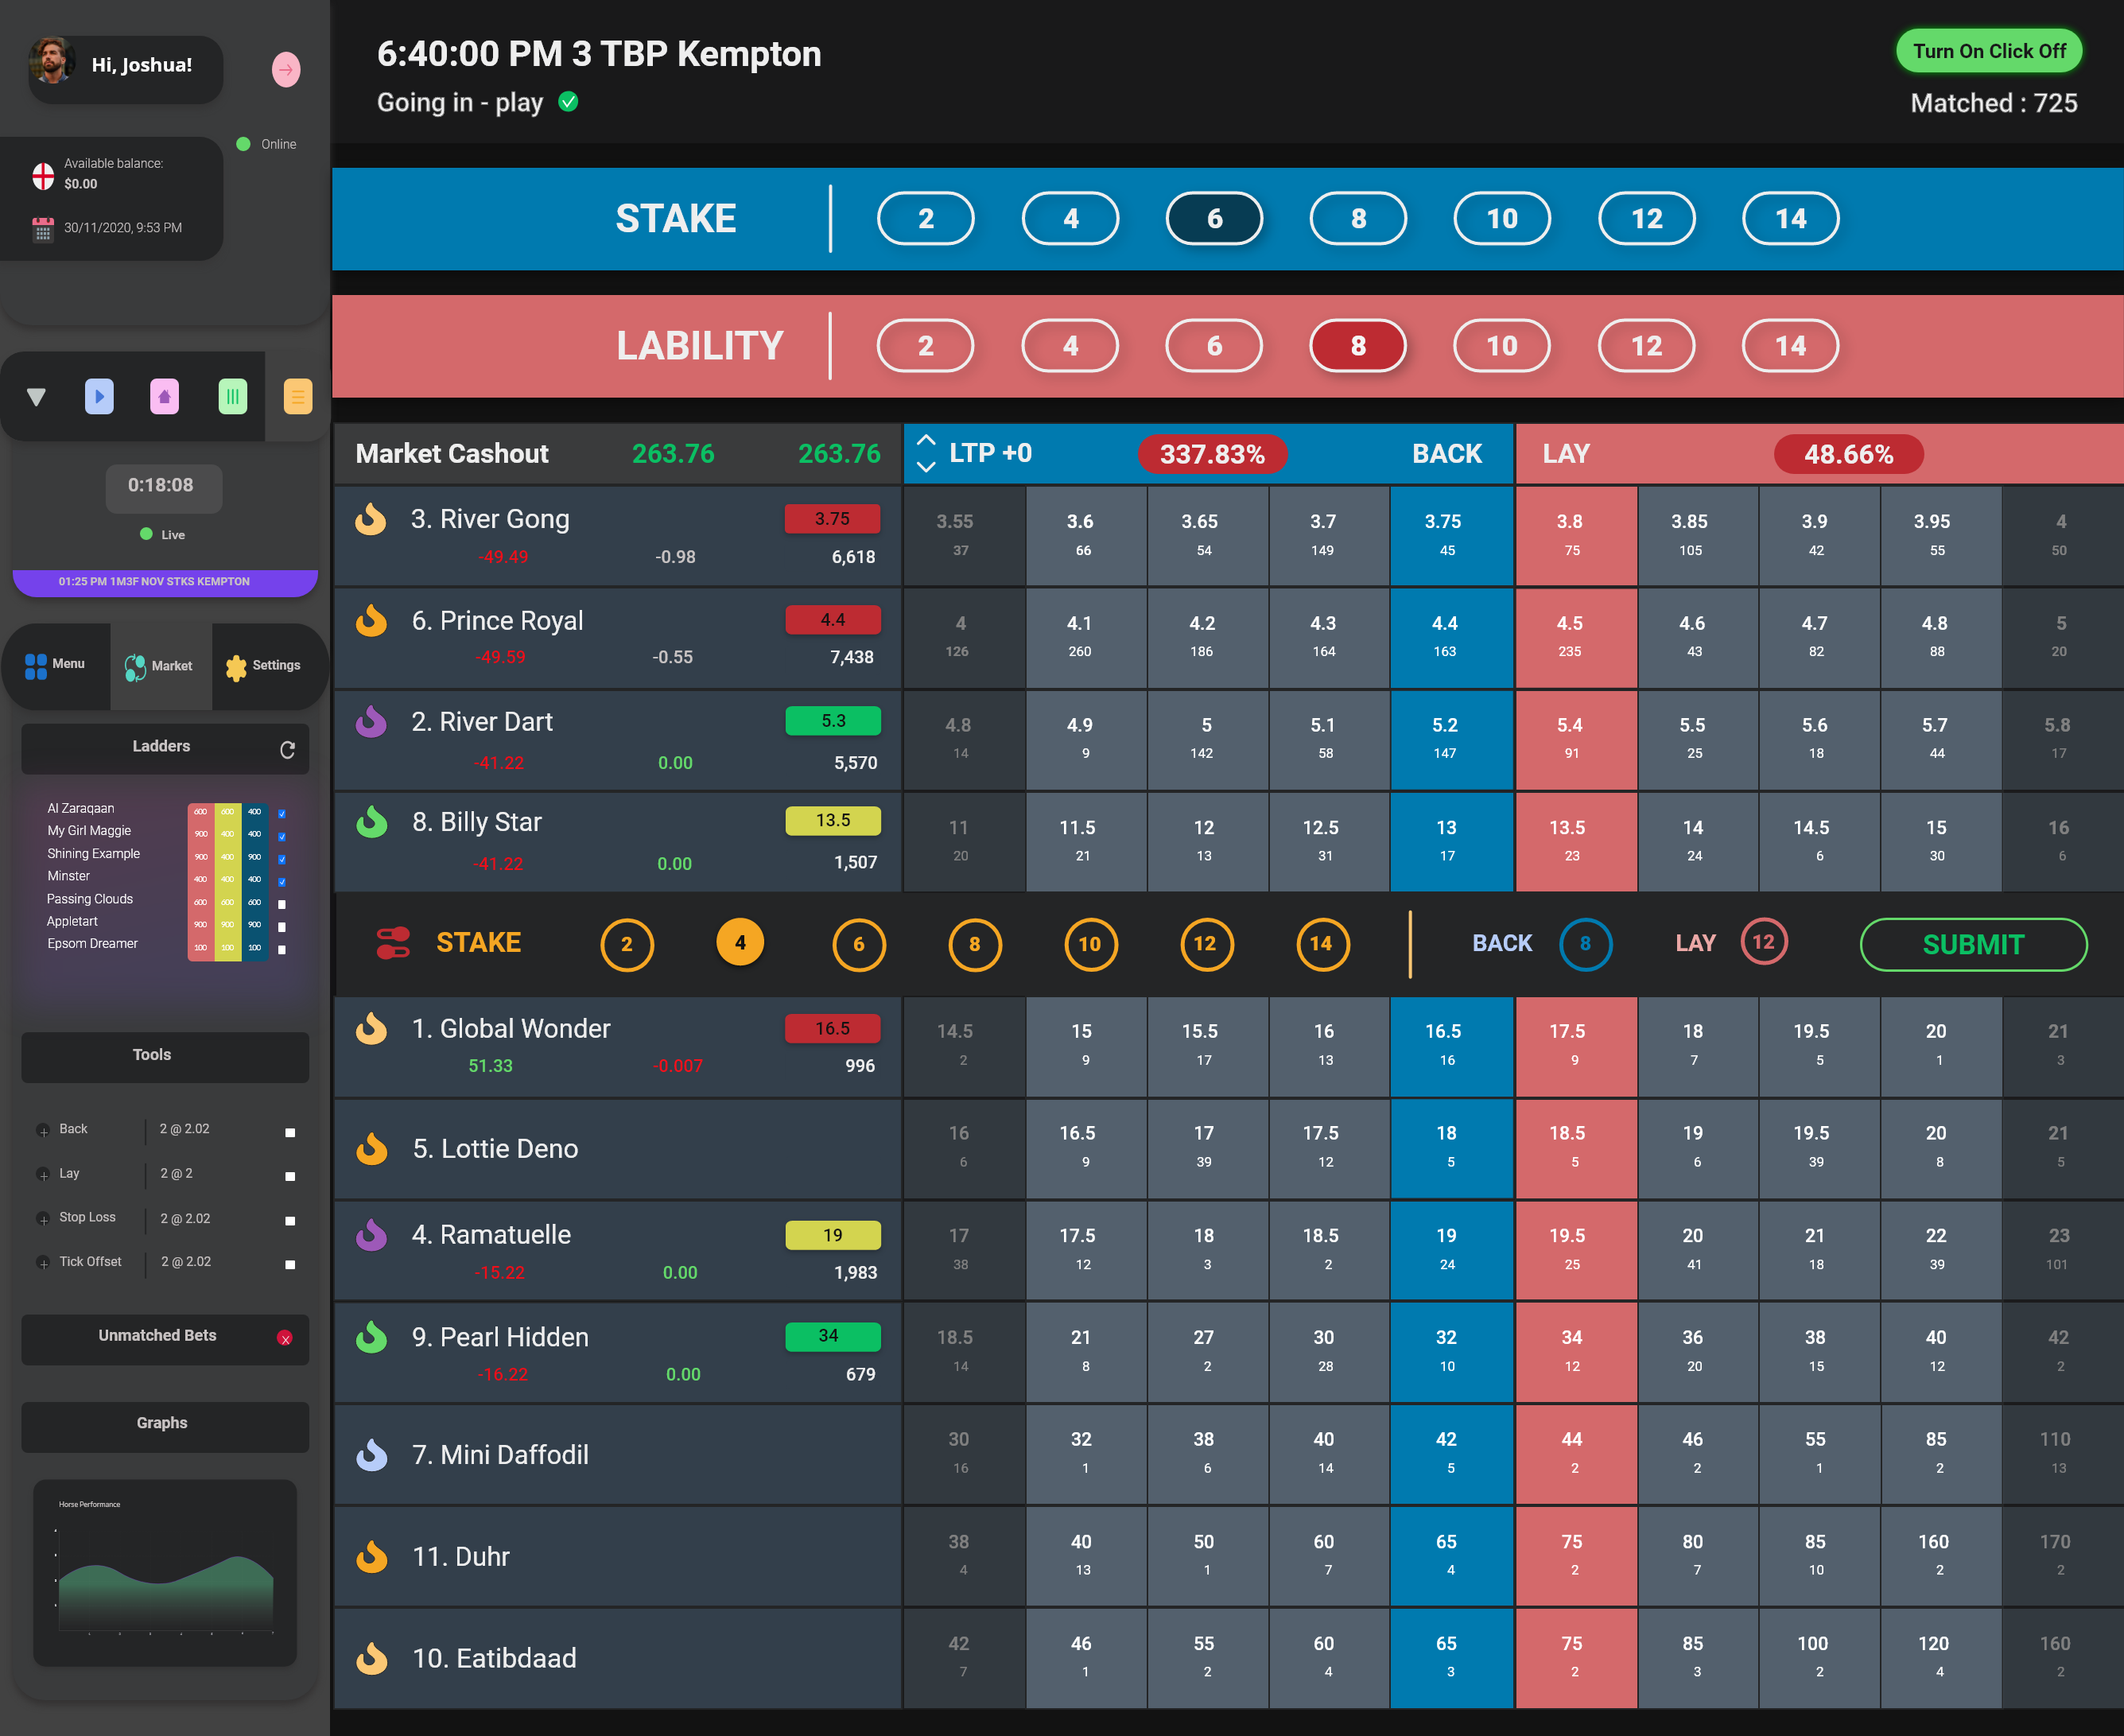 Hi, Joshua!
Online
Available balance:
$0.00
30/11/2020, 9:53 PM
0:18:08
Live
01:25 PM 1M3F NOV STKS KEMPTON
Menu Market Settings
Ladders
Al Zaraqaan 600 600 400
My Girl Maggie 900 400 400
Shining Example 900 400 900
Minster 400 400 400
Passing Clouds 600 600 600
Appletart 900 900 900
Epsom Dreamer 100 100 100
Tools
Back 2 @ 2.02
Lay 2 @ 2
Stop Loss 2 @ 2.02
Tick Offset 2 @ 2.02
Unmatched Bets X
Graphs
Horse Performance
6:40:00 PM 3 TBP Kempton
Going in - play
Turn On Click Off
Matched : 725
STAKE 2 4 6 8 10 12 14
LABILITY 2 4 6 8 10 12 14
Market Cashout 263.76 263.76 LTP +0 337.83% BACK LAY 48.66%
3. River Gong 3.75 3.55 3.6 3.65 3.7 3.75 3.8 3.85 3.9 3.95 4
-49.49 -0.98 6,618 37 66 54 149 45 75 105 42 55 50
6. Prince Royal 4.4 4 4.1 4.2 4.3 4.4 4.5 4.6 4.7 4.8 5
-49.59 -0.55 7,438 126 260 186 164 163 235 43 82 88 20
2. River Dart 5.3 4.8 4.9 5 5.1 5.2 5.4 5.5 5.6 5.7 5.8
-41.22 0.00 5,570 14 9 142 58 147 91 25 18 44 17
8. Billy Star 13.5 11 11.5 12 12.5 13 13.5 14 14.5 15 16
-41.22 0.00 1,507 20 21 13 31 17 23 24 6 30 6
STAKE 2 4 6 8 10 12 14 BACK 8 LAY 12 SUBMIT
1. Global Wonder 16.5 14.5 15 15.5 16 16.5 17.5 18 19.5 20 21
51.33 -0.007 996 2 9 17 13 16 9 7 5 1 3
5. Lottie Deno 16 16.5 17 17.5 18 18.5 19 19.5 20 21
6 9 39 12 5 5 6 39 8 5
4. Ramatuelle 19 17 17.5 18 18.5 19 19.5 20 21 22 23
-15.22 0.00 1,983 38 12 3 2 24 25 41 18 39 101
9. Pearl Hidden 34 18.5 21 27 30 32 34 36 38 40 42
-16.22 0.00 679 14 8 2 28 10 12 20 15 12 2
7. Mini Daffodil 30 32 38 40 42 44 46 55 85 110
16 1 6 14 5 2 2 1 2 13
11. Duhr 38 40 50 60 65 75 80 85 160 170
4 13 1 7 4 2 7 10 2 2
10. Eatibdaad 42 46 55 60 65 75 85 100 120 160
7 1 2 4 3 2 3 2 4 2